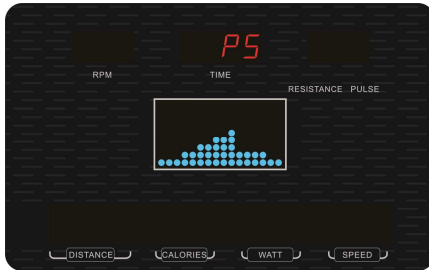 P5
RPM TIME
RESISTANCE PULSE
DISTANCE CALORIES WATT SPEED